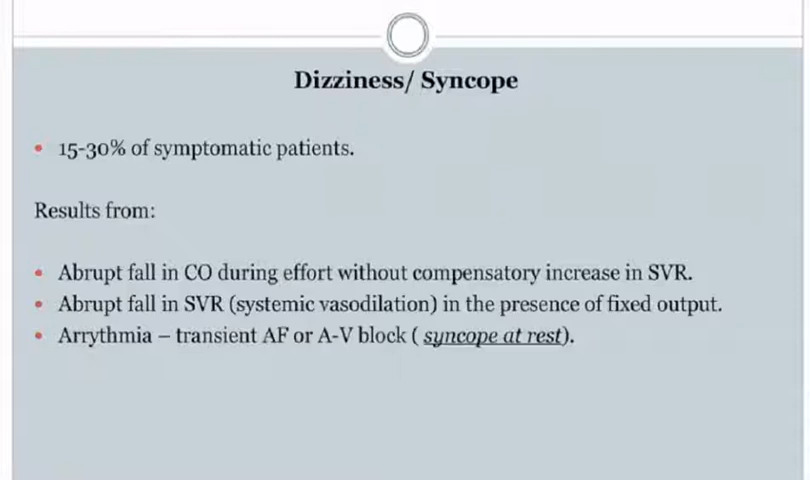 Dizziness/ Syncope
• 15-30% of symptomatic patients.
Results from:
• Abrupt fall in CO during effort without compensatory increase in SVR.
• Abrupt fall in SVR (systemic vasodilation) in the presence of fixed output.
• Arrythmia – transient AF or A-V block ( syncope at rest).